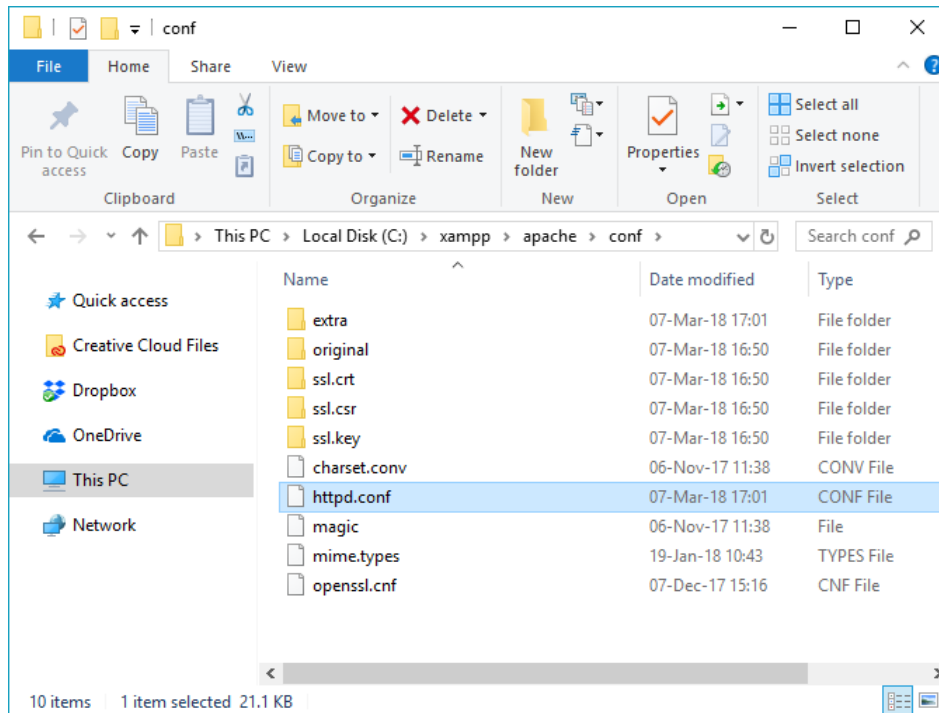 conf
File Home Share View
Pin to Quick access
Copy
Paste
Clipboard
Move to
Copy to
Delete
Rename
Organize
New folder
New
Properties
Open
Select all
Select none
Invert selection
Select
This PC > Local Disk (C:) > xampp > apache > conf >
Search conf
Quick access
Creative Cloud Files
Dropbox
OneDrive
This PC
Network
Name Date modified Type
extra 07-Mar-18 17:01 File folder
original 07-Mar-18 16:50 File folder
ssl.crt 07-Mar-18 16:50 File folder
ssl.csr 07-Mar-18 16:50 File folder
ssl.key 07-Mar-18 16:50 File folder
charset.conv 06-Nov-17 11:38 CONV File
httpd.conf 07-Mar-18 17:01 CONF File
magic 06-Nov-17 11:38 File
mime.types 19-Jan-18 10:43 TYPES File
openssl.cnf 07-Dec-17 15:16 CNF File
10 items 1 item selected 21.1 KB